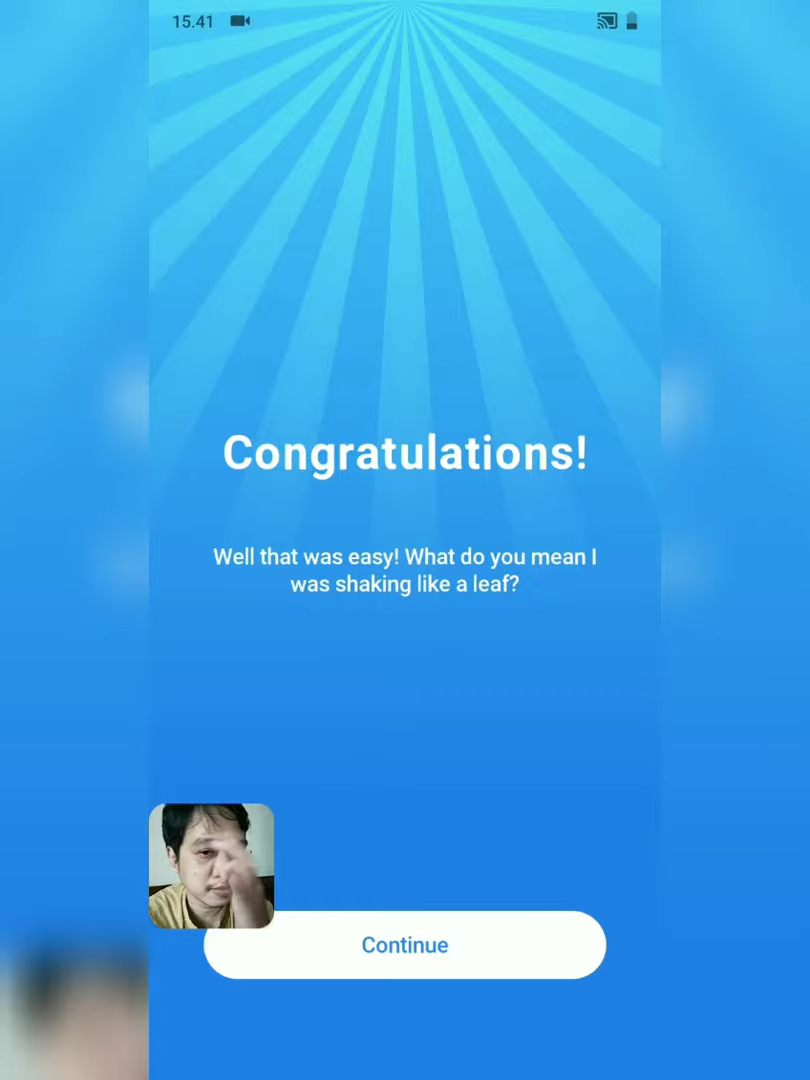 15.41
Congratulations!
Well that was easy! What do you mean I
was shaking like a leaf?
Continue